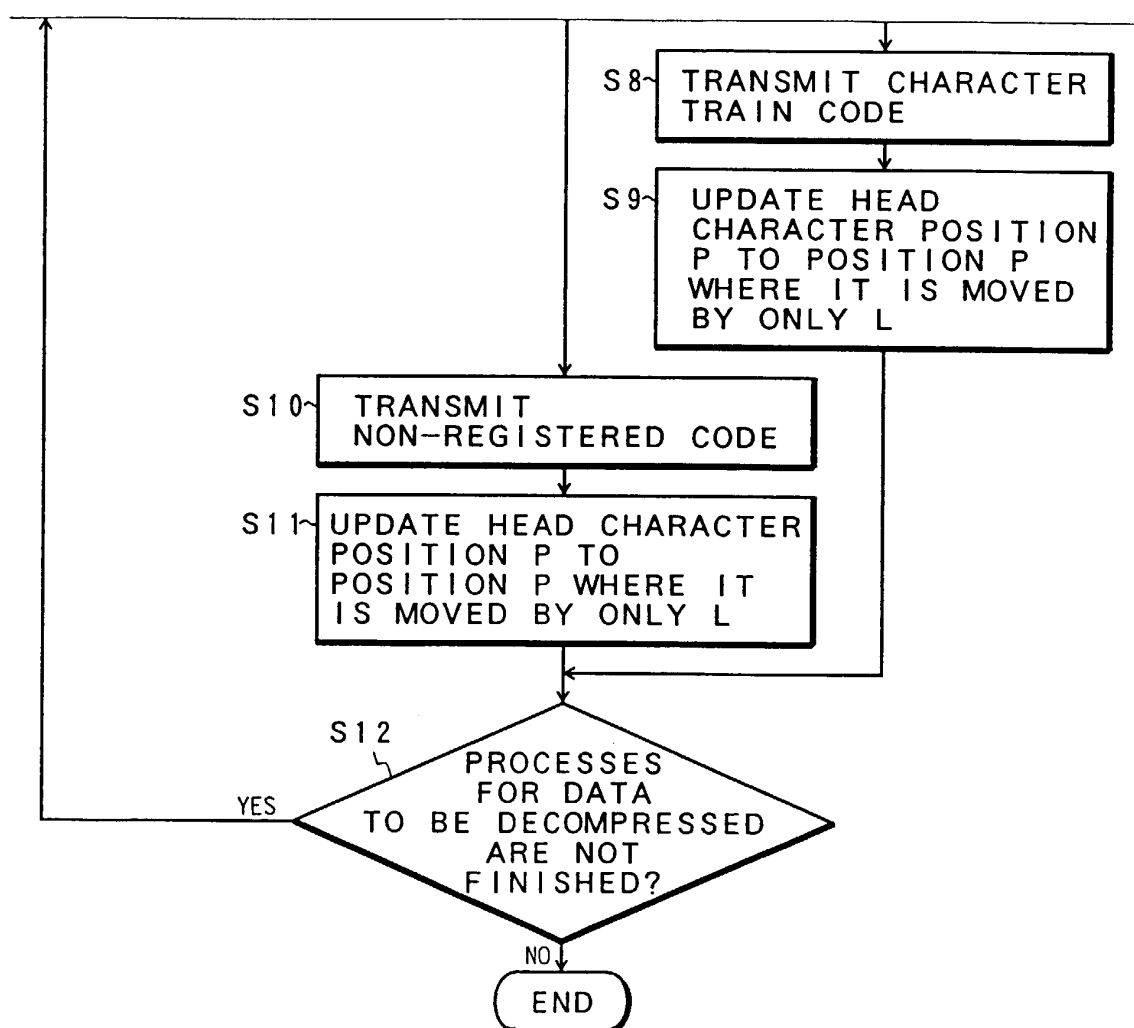 S8
TRANSMIT CHARACTER
TRAIN CODE
S9
UPDATE HEAD
CHARACTER POSITION
P TO POSITION P
WHERE IT IS MOVED
BY ONLY L
S10
TRANSMIT
NON-REGISTERED CODE
S11
UPDATE HEAD CHARACTER
POSITION P TO
POSITION P WHERE IT
IS MOVED BY ONLY L
S12
PROCESSES
FOR DATA
TO BE DECOMPRESSED
ARE NOT
FINISHED?
YES
NO
END